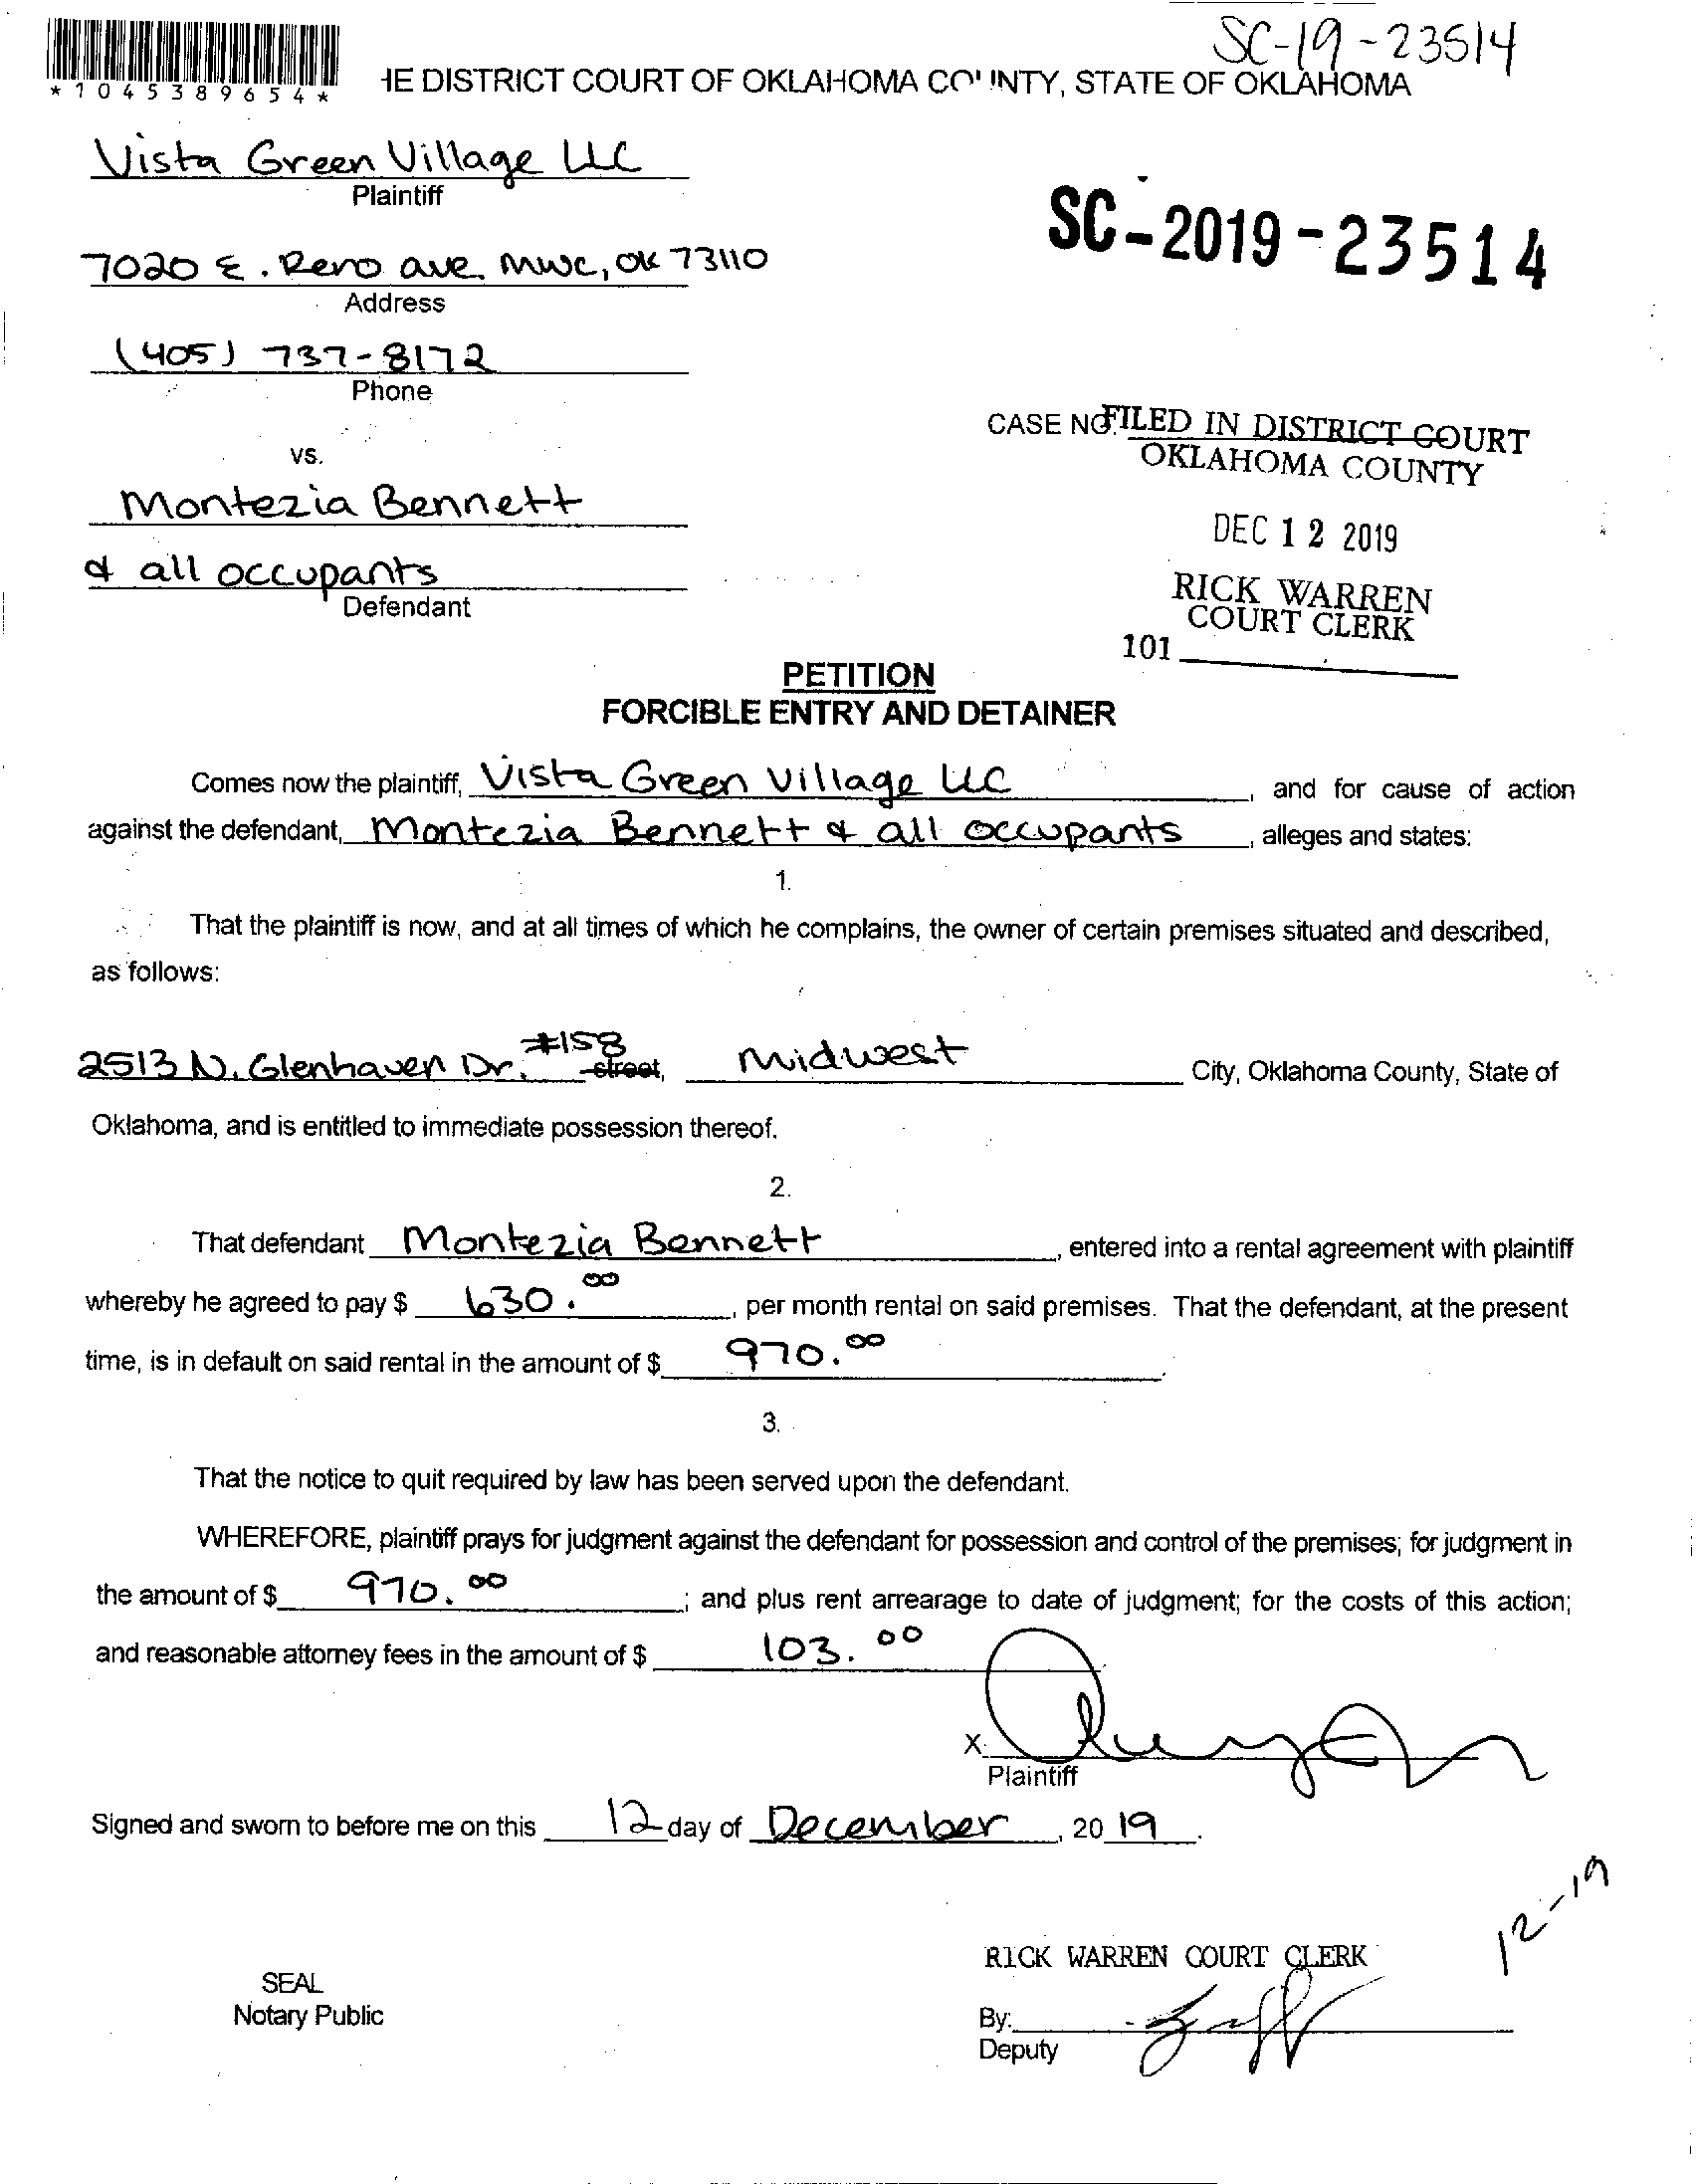 SC-19-23514
*1045389654*
HE DISTRICT COURT OF OKLAHOMA COUNTY, STATE OF OKLAHOMA
Vista Green Village LLC
Plaintiff
SC-2019-23514
7020 E. Reno ave. MWC, OK 73110
Address
(405) 737-8172
Phone
CASE NO. FILED IN DISTRICT COURT
OKLAHOMA COUNTY
vs.
Montezia Bennett
DEC 12 2019
& all occupants
Defendant
RICK WARREN
COURT CLERK
101
PETITION
FORCIBLE ENTRY AND DETAINER
Comes now the plaintiff, Vista Green Village LLC, and for cause of action
against the defendant, Montezia Bennett & all occupants, alleges and states:
1.
That the plaintiff is now, and at all times of which he complains, the owner of certain premises situated and described,
as follows:
2513 N. Glenhaven Dr. #158 street, Midwest City, Oklahoma County, State of
Oklahoma, and is entitled to immediate possession thereof.
2.
That defendant Montezia Bennett, entered into a rental agreement with plaintiff
whereby he agreed to pay $ 630.00, per month rental on said premises. That the defendant, at the present
time, is in default on said rental in the amount of $ 970.00.
3.
That the notice to quit required by law has been served upon the defendant.
WHEREFORE, plaintiff prays for judgment against the defendant for possession and control of the premises; for judgment in
the amount of $ 970.00; and plus rent arrearage to date of judgment; for the costs of this action;
and reasonable attorney fees in the amount of $ 103.00
X
Plaintiff
Signed and sworn to before me on this 12 day of December, 20 19.
12-19
RICK WARREN COURT CLERK
SEAL
Notary Public
By:
Deputy